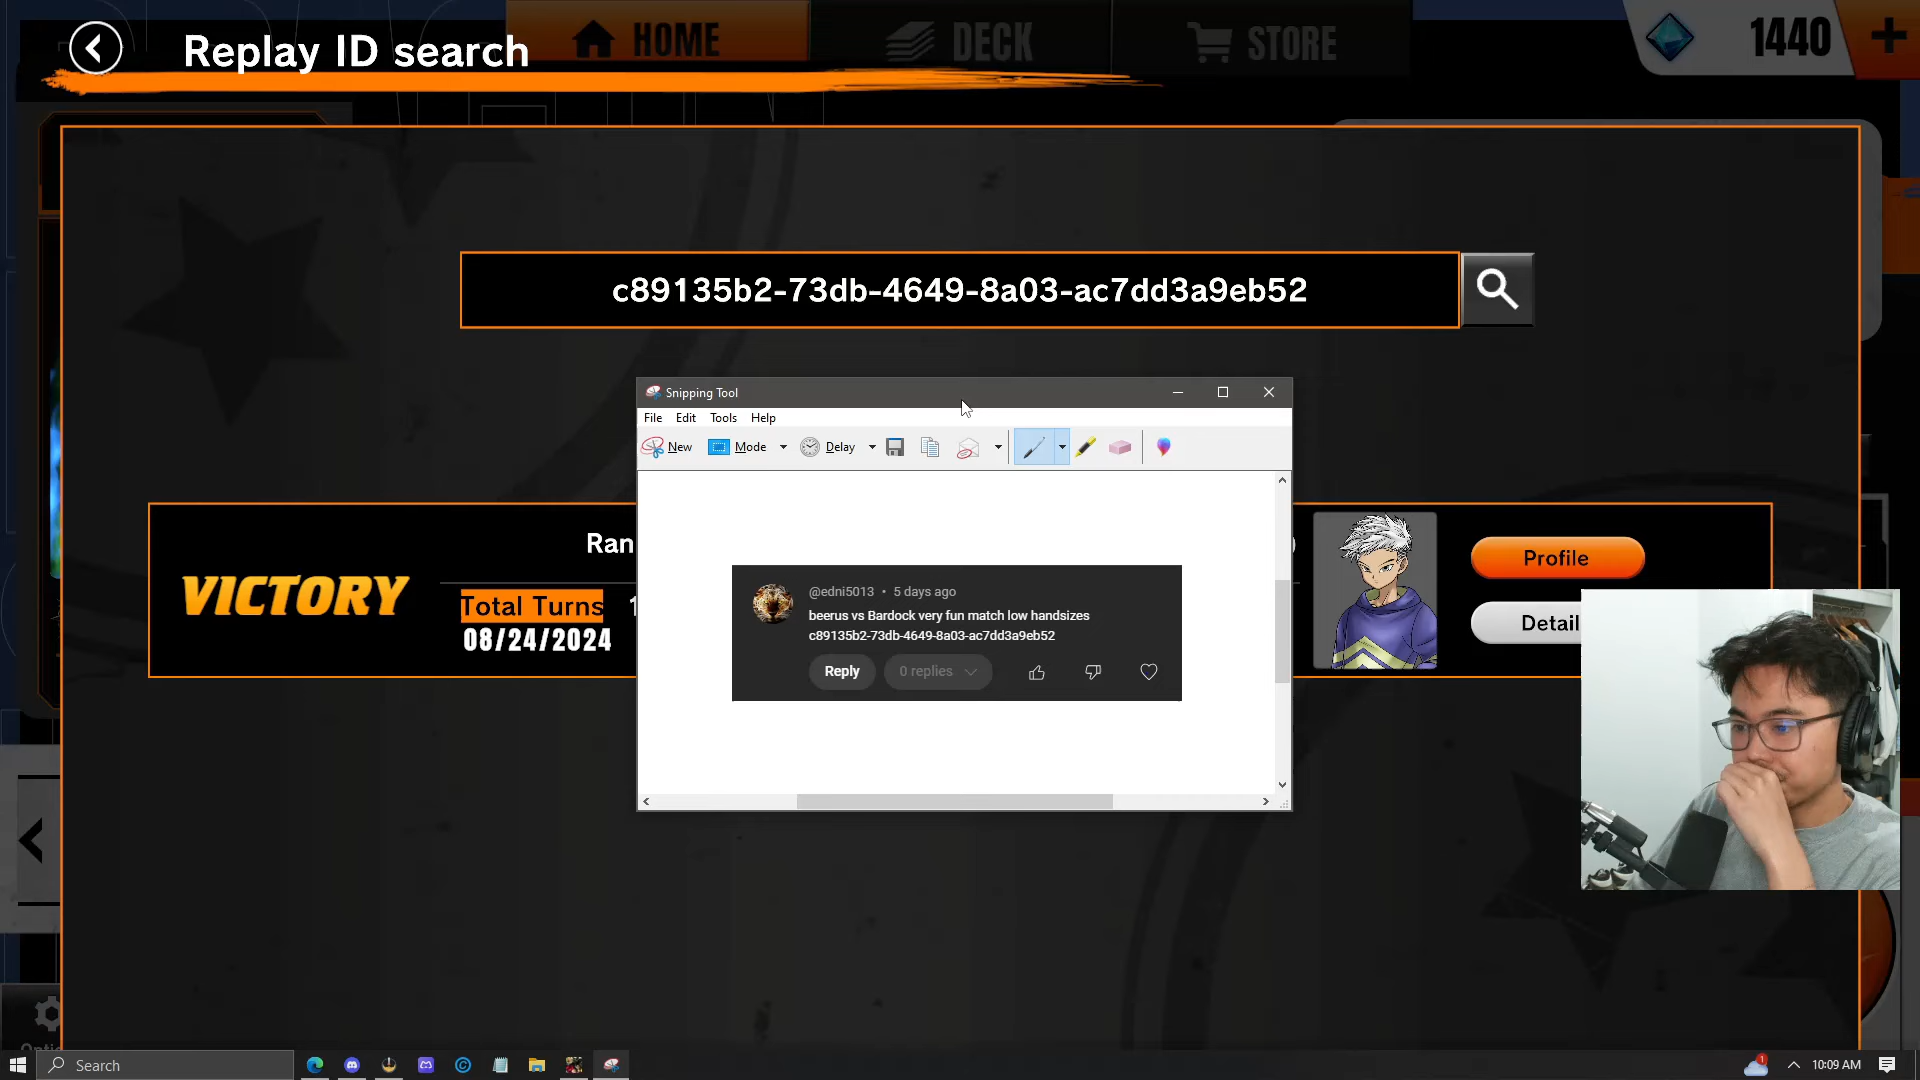 Replay ID search
HOME
DECK
STORE
1440
c89135b2-73db-4649-8a03-ac7dd3a9eb52
Snipping Tool
File Edit Tools Help
New Mode Delay
VICTORY
Ran
Total Turns 1
08/24/2024
@edni5013 • 5 days ago
beerus vs Bardock very fun match low handsizes
c89135b2-73db-4649-8a03-ac7dd3a9eb52
Reply 0 replies
Profile
Detail
Search
1
10:09 AM